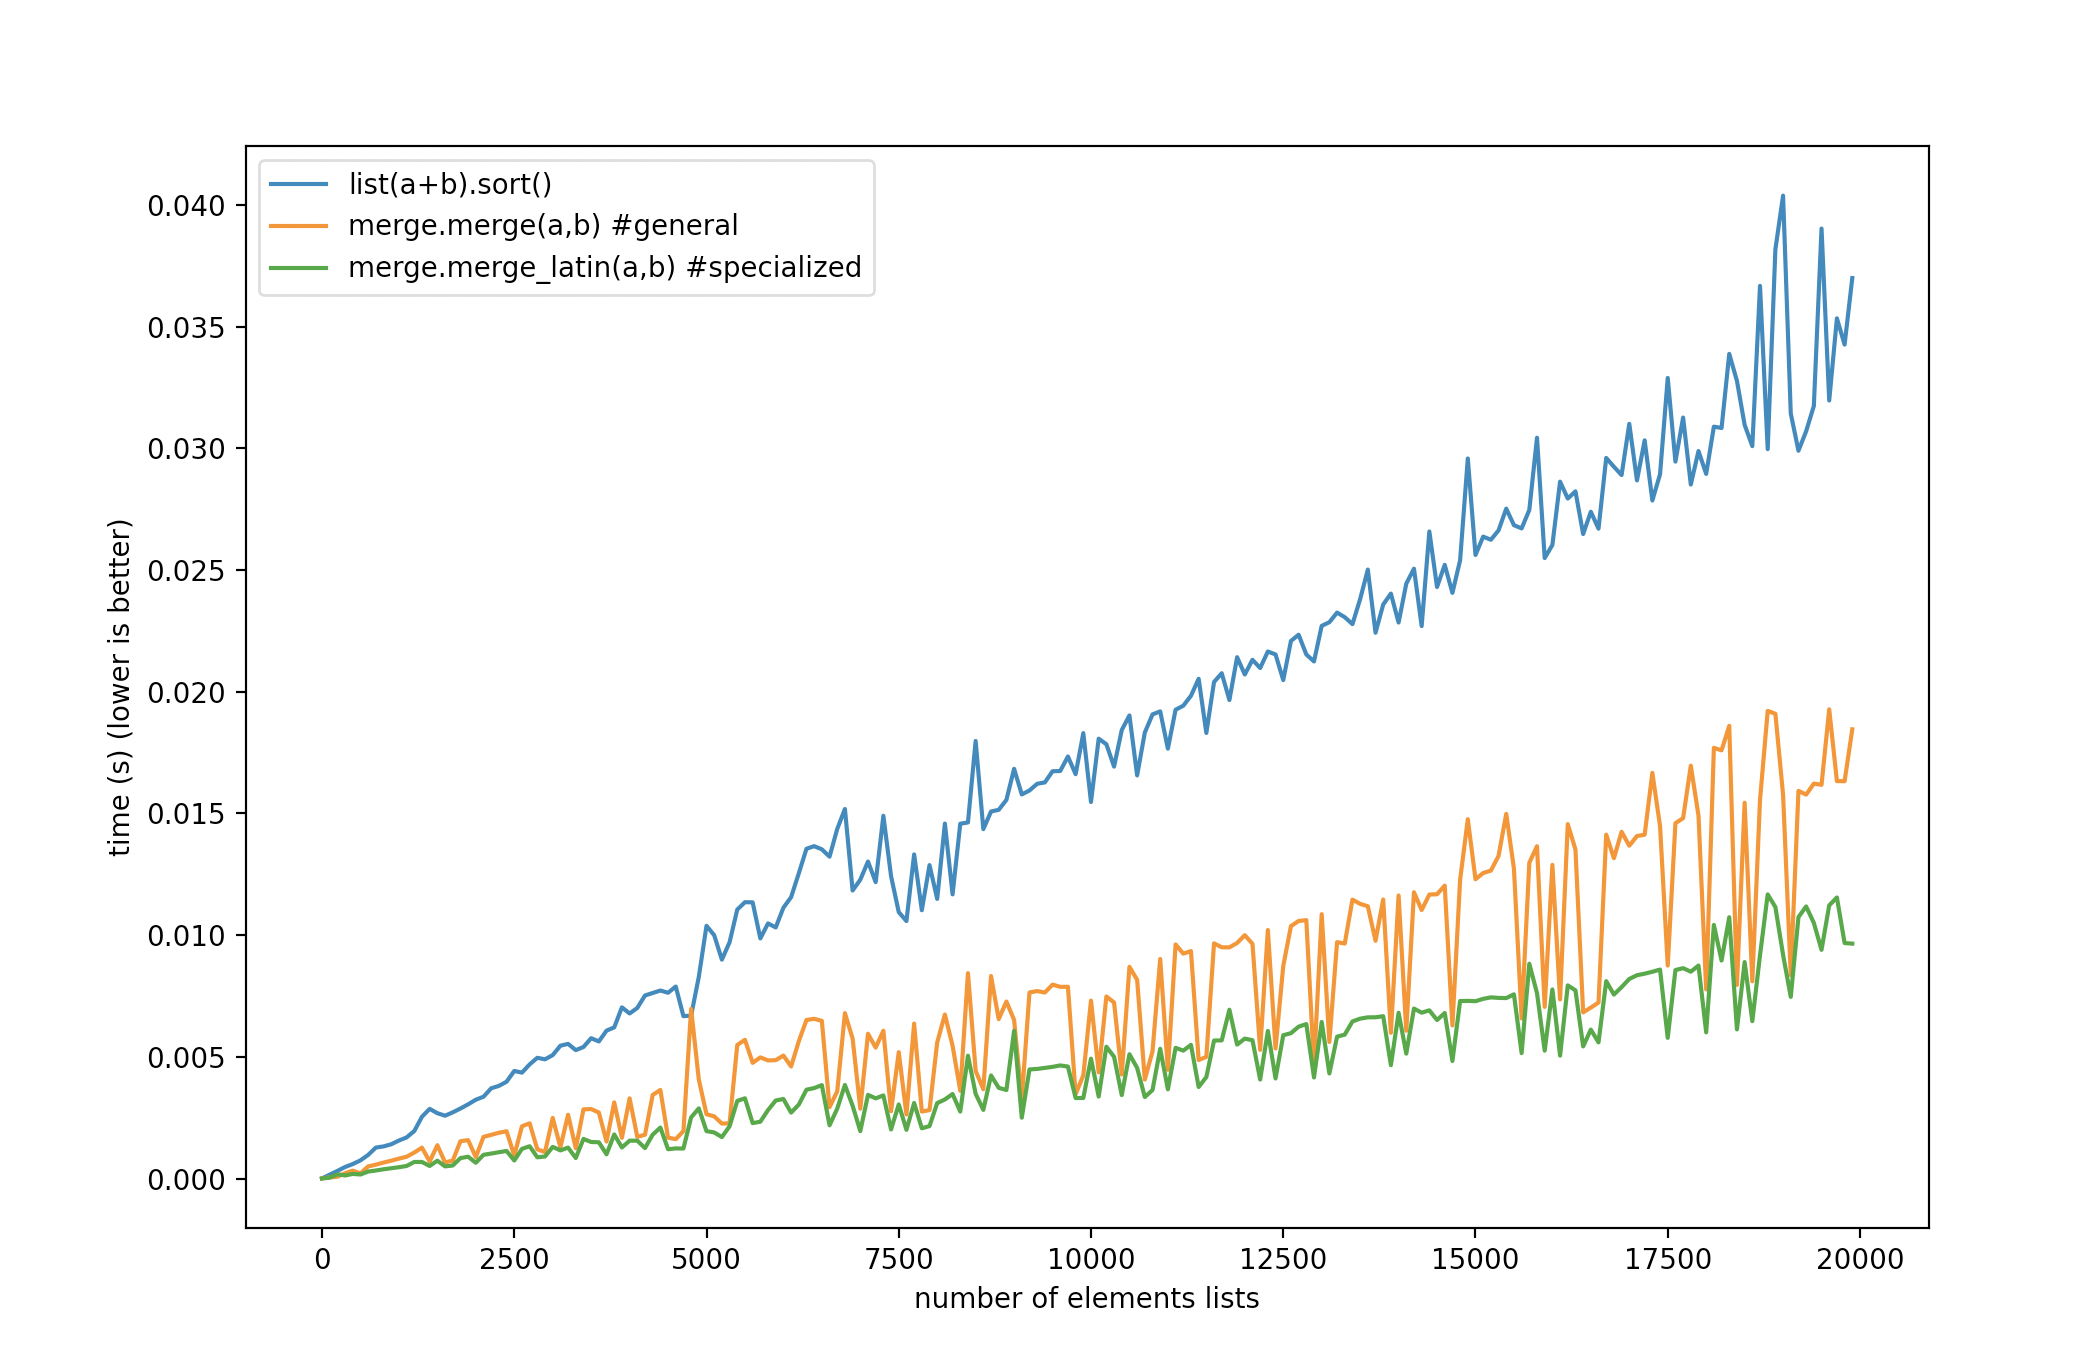 list(a+b).sort()
merge.merge(a,b) #general
merge.merge_latin(a,b) #specialized
0.040
0.035
0.030
0.025
0.020
0.015
0.010
0.005
0.000
time (s) (lower is better)
0 2500 5000 7500 10000 12500 15000 17500 20000
number of elements lists